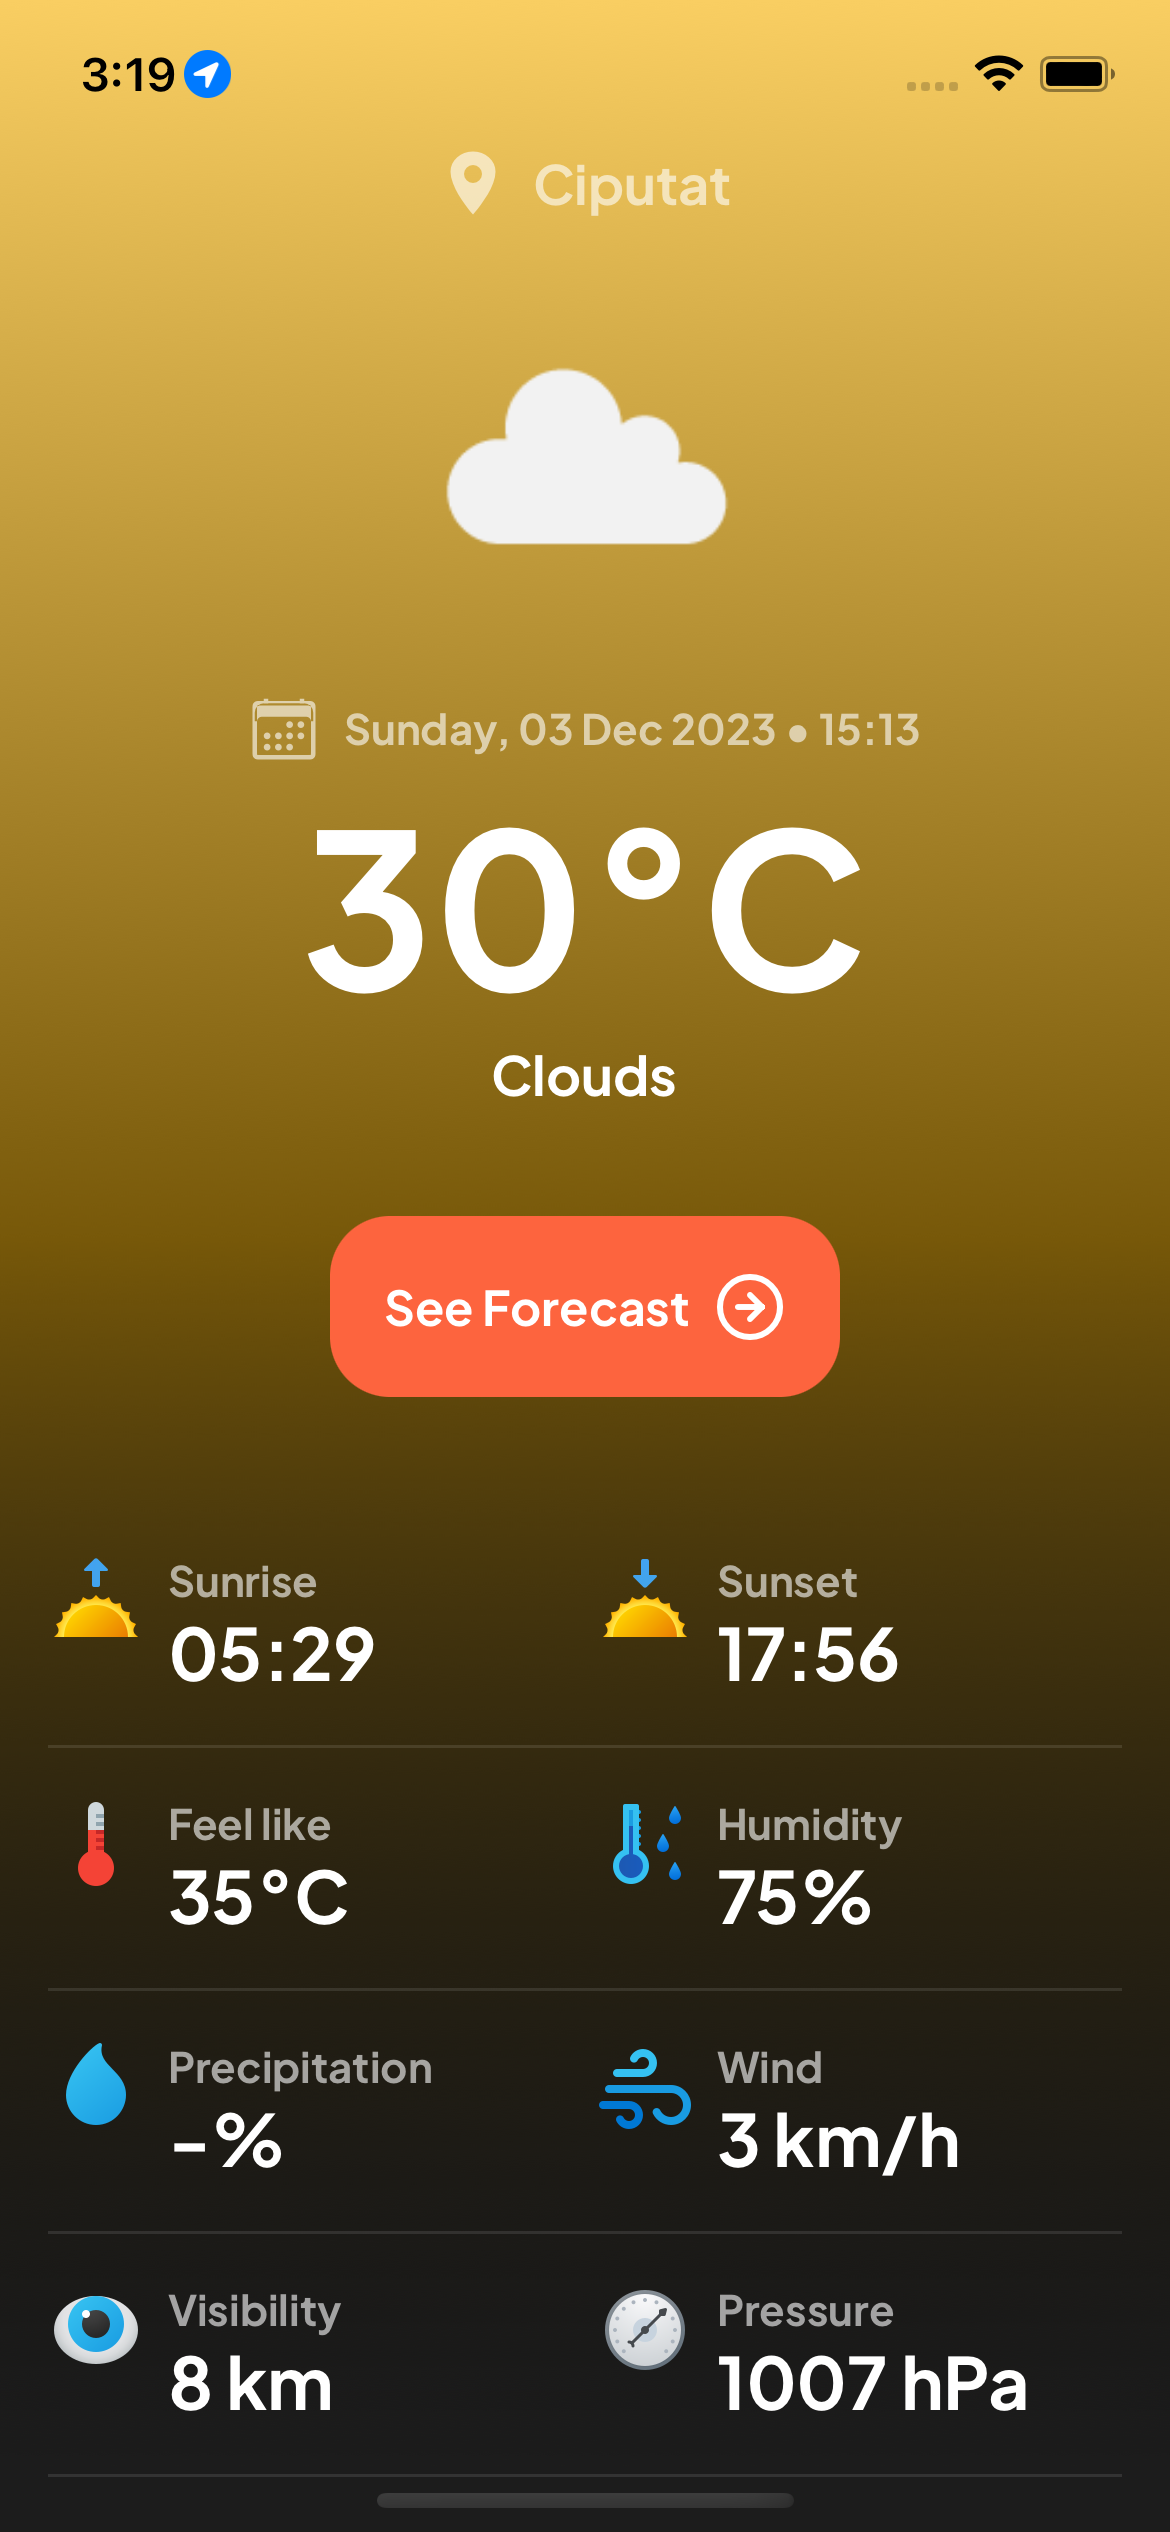 3:19
Ciputat
Sunday, 03 Dec 2023 • 15:13
30°C
Clouds
See Forecast
Sunrise
05:29
Sunset
17:56
Feel like
35°C
Humidity
75%
Precipitation
-%
Wind
3 km/h
Visibility
8 km
Pressure
1007 hPa